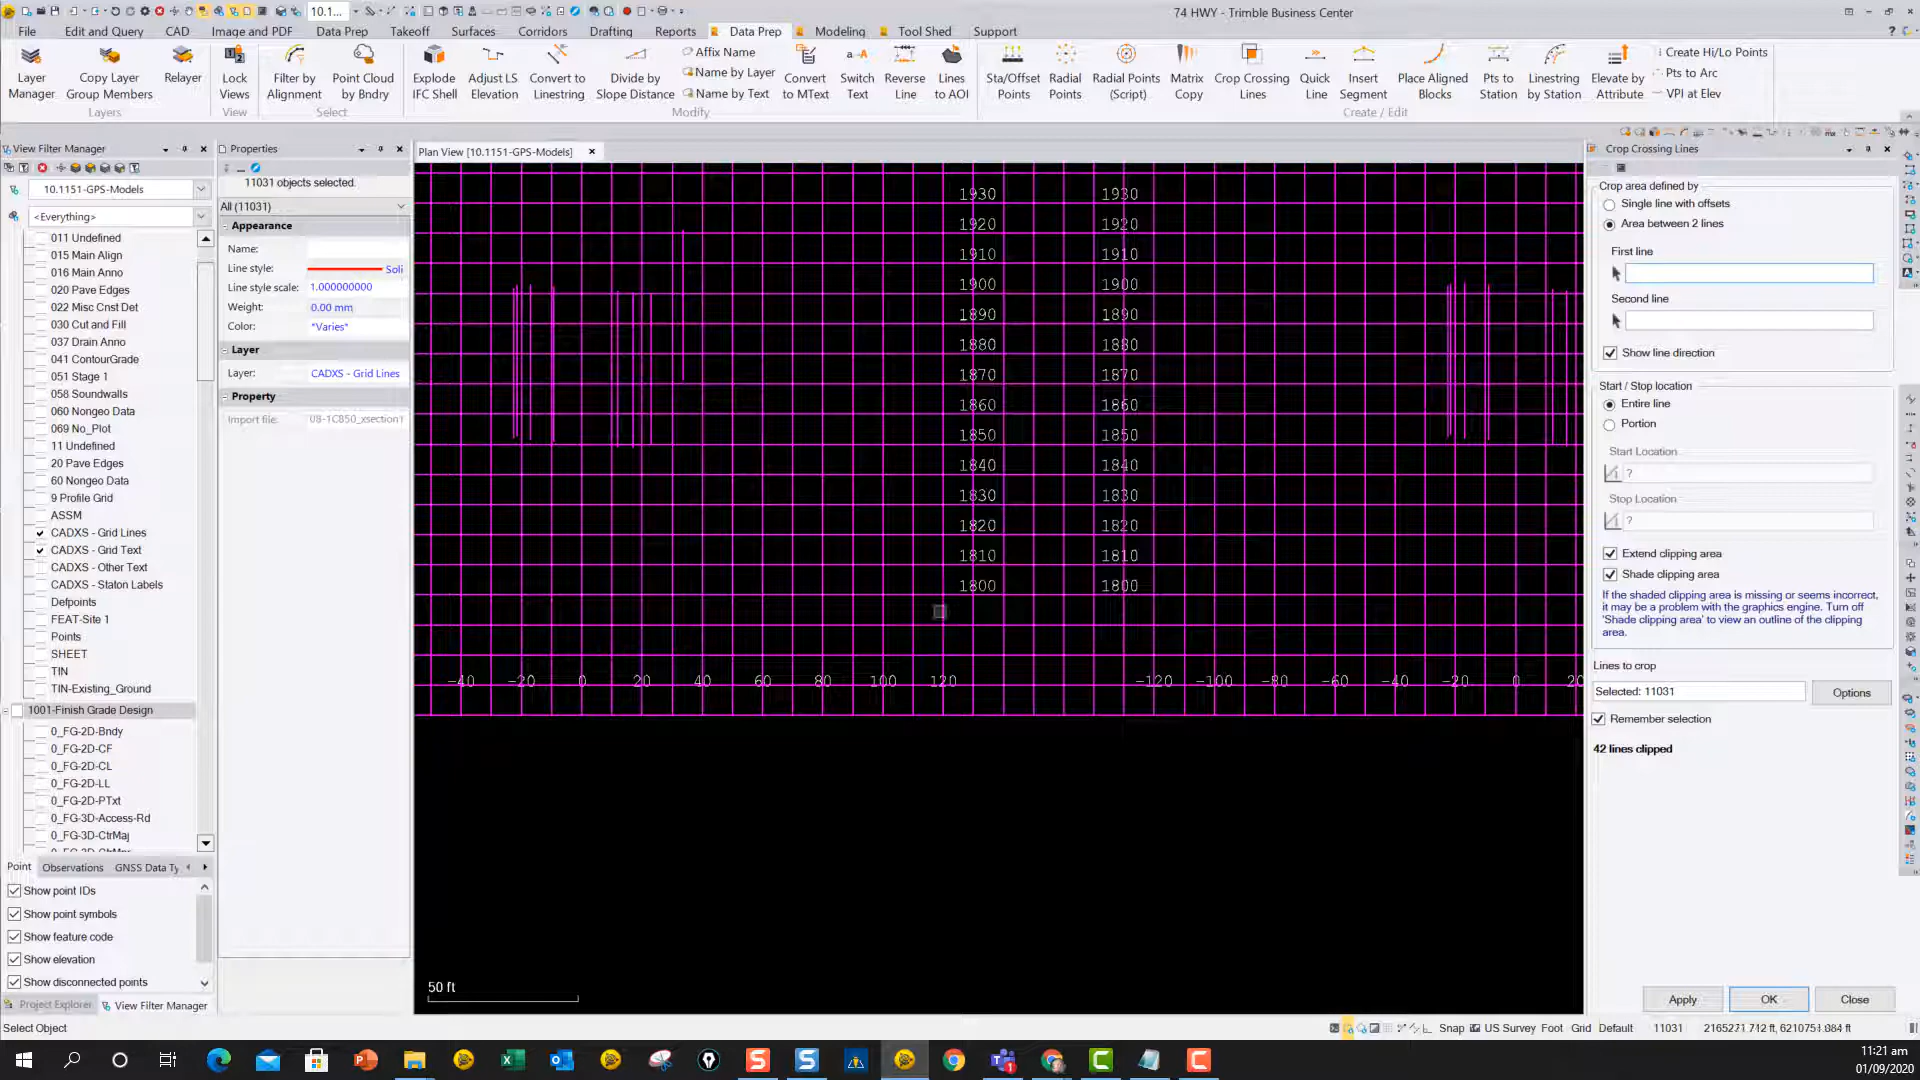 10.1...
74 HWY - Trimble Business Center
File Edit and Query CAD Image and PDF Data Prep Takeoff Surfaces Corridors Drafting Reports Data Prep Modeling Tool Shed Support
Layer Manager
Copy Layer Group Members
Relayer
Lock Views
Filter by Alignment
Point Cloud by Bndry
Explode IFC Shell
Adjust LS Elevation
Convert to Linestring
Divide by Slope Distance
Affix Name
Name by Layer
Name by Text
Convert to MText
Switch Text
Reverse Line
Lines to AOI
Sta/Offset Points
Radial Points
Radial Points (Script)
Matrix Copy
Crop Crossing Lines
Quick Line
Insert Segment
Place Aligned Blocks
Pts to Station
Linestring by Station
Elevate by Attribute
Create Hi/Lo Points
Pts to Arc
VPI at Elev
Layers View Select Modify Create / Edit
View Filter Manager
10.1151-GPS-Models
<Everything>
011 Undefined
015 Main Align
016 Main Anno
020 Pave Edges
022 Misc Cnst Det
030 Cut and Fill
037 Drain Anno
041 ContourGrade
051 Stage 1
058 Soundwalls
060 Nongeo Data
069 No_Plot
11 Undefined
20 Pave Edges
60 Nongeo Data
9 Profile Grid
ASSM
CADXS - Grid Lines
CADXS - Grid Text
CADXS - Other Text
CADXS - Staton Labels
Defpoints
FEAT-Site 1
Points
SHEET
TIN
TIN-Existing_Ground
1001-Finish Grade Design
0_FG-2D-Bndy
0_FG-2D-CF
0_FG-2D-CL
0_FG-2D-LL
0_FG-2D-PTxt
0_FG-3D-Access-Rd
0_FG-3D-CtrMaj
Point Observations GNSS Data Ty
Show point IDs
Show point symbols
Show feature code
Show elevation
Show disconnected points
Project Explorer View Filter Manager
Select Object
Properties
11031 objects selected.
All (11031)
Appearance
Name:
Line style: Soli
Line style scale: 1.000000000
Weight: 0.00 mm
Color: *Varies*
Layer
Layer: CADXS - Grid Lines
Property
Import file: 08-1C850_xsection1
Plan View [10.1151-GPS-Models]
1930 1930
1920 1920
1910 1910
1900 1900
1890 1890
1880 1880
1870 1870
1860 1860
1850 1850
1840 1840
1830 1830
1820 1820
1810 1810
1800 1800
-40 -20 0 20 40 60 80 100 120 -120 -100 -80 -60 -40 -20 0 20
50 ft
Crop Crossing Lines
Crop area defined by
Single line with offsets
Area between 2 lines
First line
Second line
Show line direction
Start / Stop location
Entire line
Portion
Start Location
?
Stop Location
?
Extend clipping area
Shade clipping area
If the shaded clipping area is missing or seems incorrect,
it may be a problem with the graphics engine. Turn off
'Shade clipping area' to view an outline of the clipping
area.
Lines to crop
Selected: 11031
Options
Remember selection
42 lines clipped
Apply OK Close
Snap US Survey Foot Grid Default 11031
11:21 am
01/09/2020